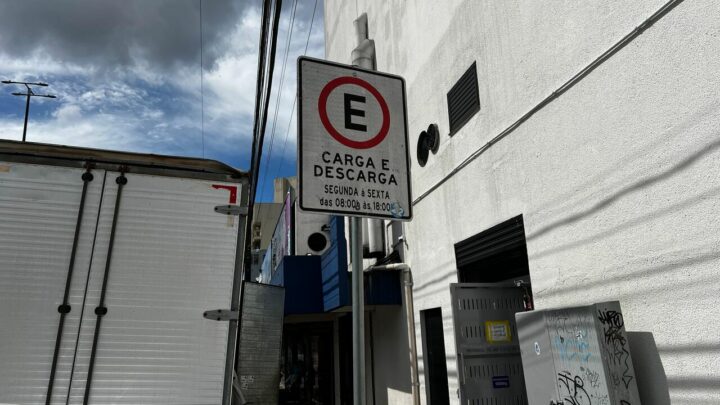 E
CARGA E
DESCARGA
SEGUNDA à SEXTA
das 08:00h às 18:00h